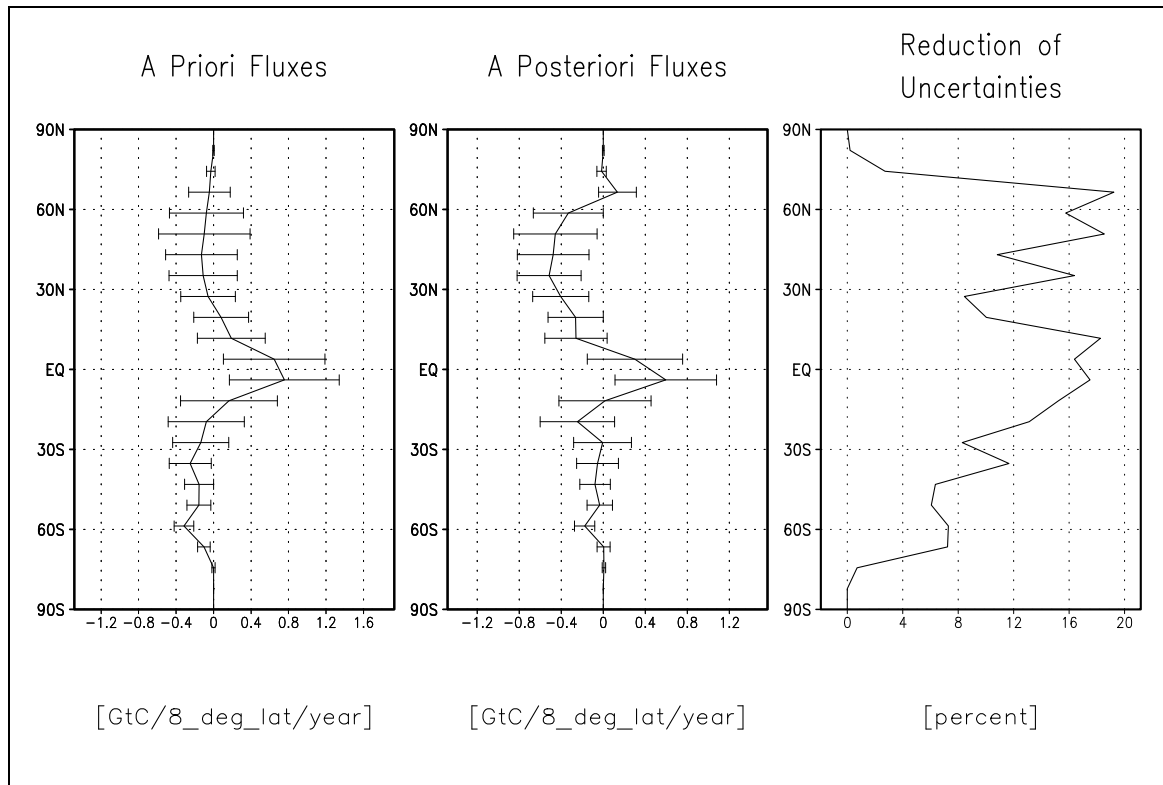 A Priori Fluxes
A Posteriori Fluxes
Reduction of
Uncertainties
90N
60N
30N
EQ
30S
60S
90S
-1.2 -0.8 -0.4 0 0.4 0.8 1.2 1.6
[GtC/8_deg_lat/year]
90N
60N
30N
EQ
30S
60S
90S
-1.2 -0.8 -0.4 0 0.4 0.8 1.2
[GtC/8_deg_lat/year]
90N
60N
30N
EQ
30S
60S
90S
0 4 8 12 16 20
[percent]